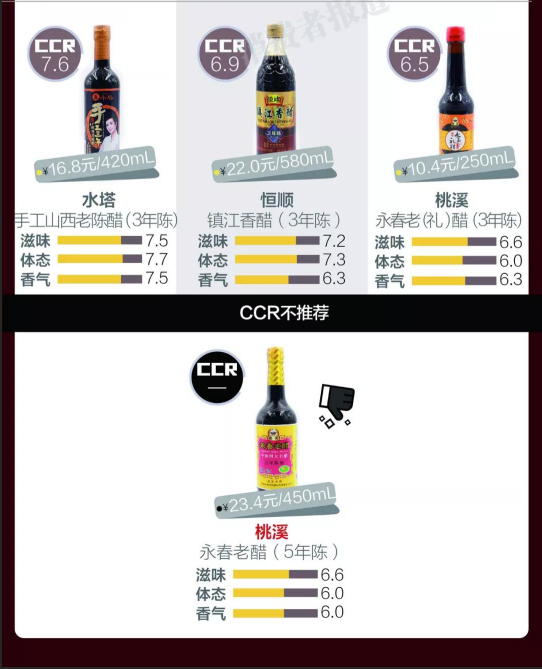 消费者报道
CCR
7.6
CCR
6.9
CCR
6.5
¥16.8元/420mL
¥22.0元/580mL
¥10.4元/250mL
水塔
恒顺
桃溪
手工山西老陈醋(3年陈)
镇江香醋(3年陈)
永春老(礼)醋(3年陈)
滋味 7.5
体态 7.7
香气 7.5
滋味 7.2
体态 7.3
香气 6.3
滋味 6.6
体态 6.0
香气 6.3
CCR不推荐
CCR
—
¥23.4元/450mL
桃溪
永春老醋(5年陈)
滋味 6.6
体态 6.0
香气 6.0